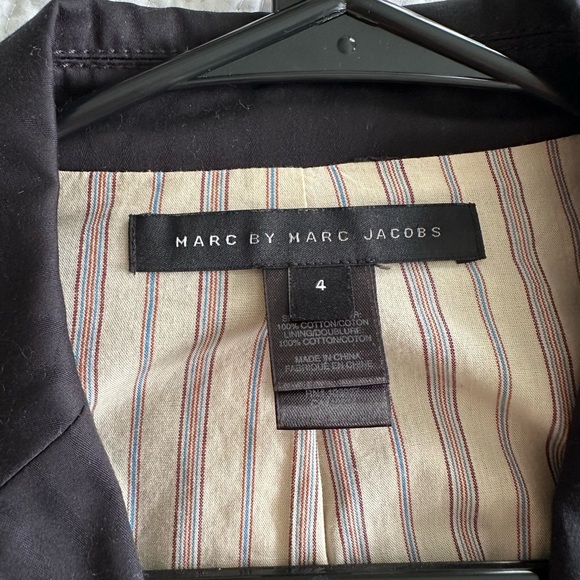 MARC BY MARC JACOBS
4
100% COTTON/COTON
LINING/DOUBLURE:
100% COTTON/COTON
MADE IN CHINA
FABRIQUÉ EN CHINE